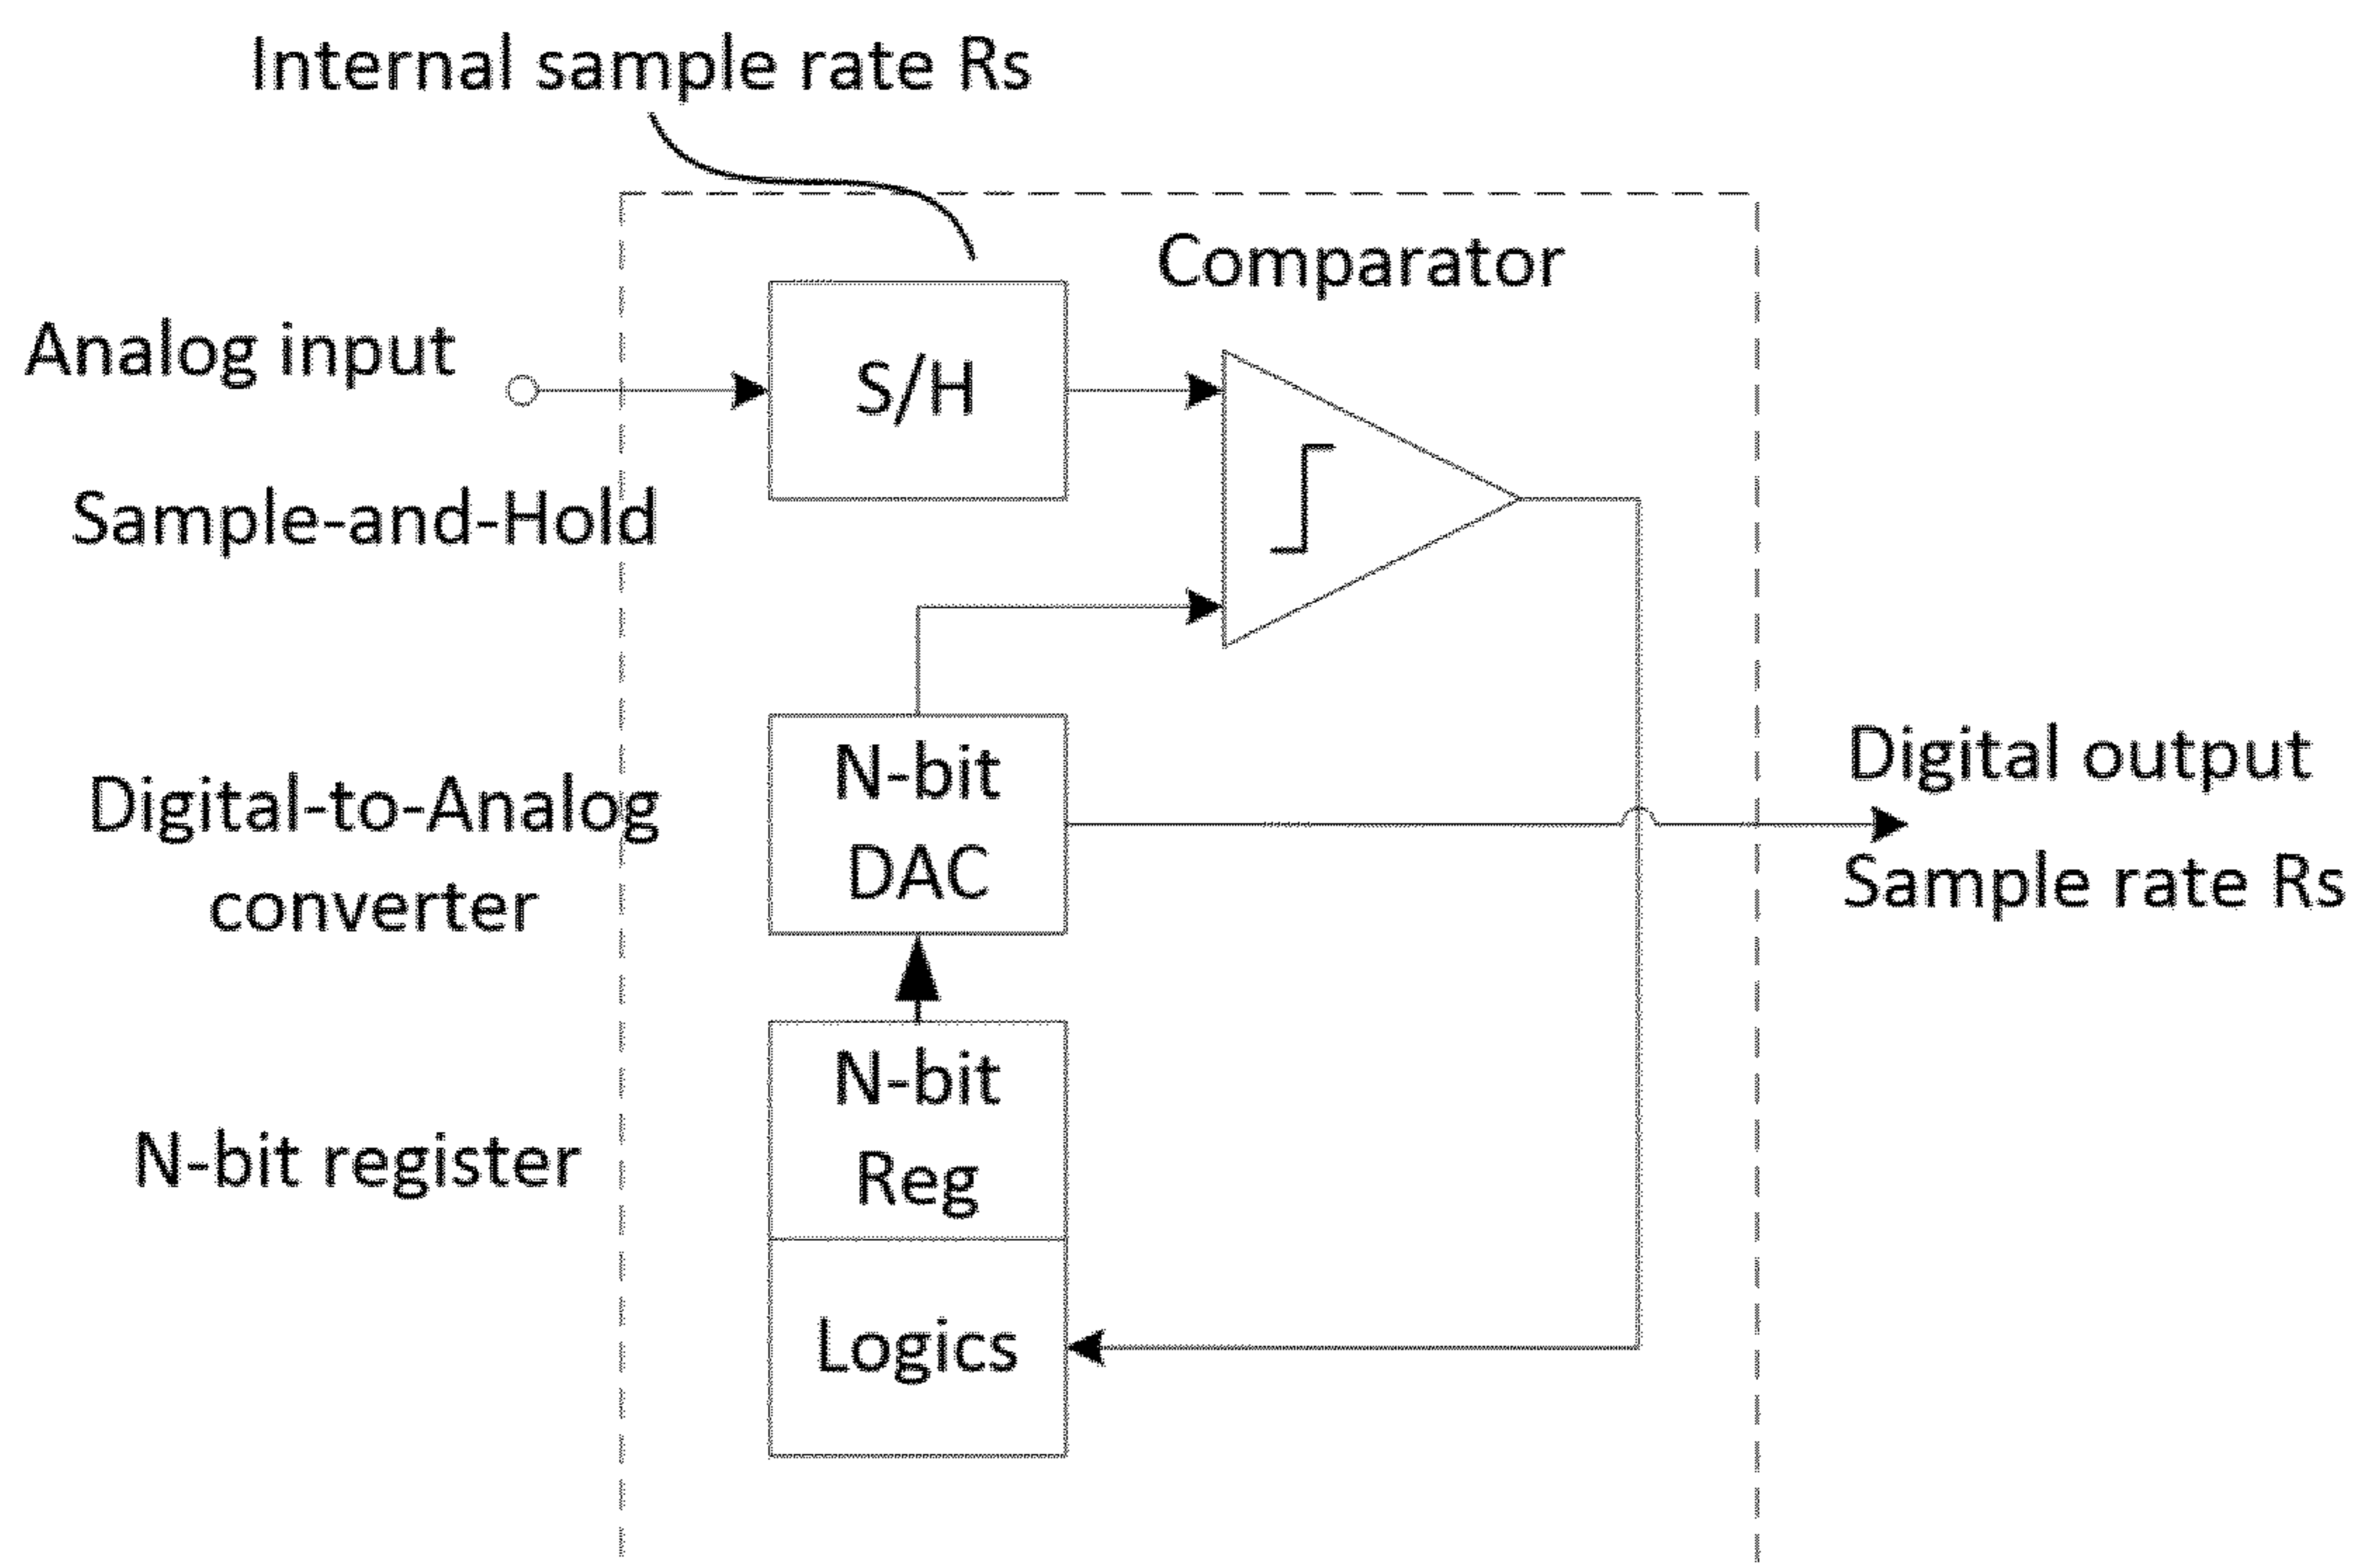 Internal sample rate Rs
Comparator
Analog input
S/H
Sample-and-Hold
N-bit
DAC
Digital-to-Analog
converter
Digital output
Sample rate Rs
N-bit
Reg
N-bit register
Logics